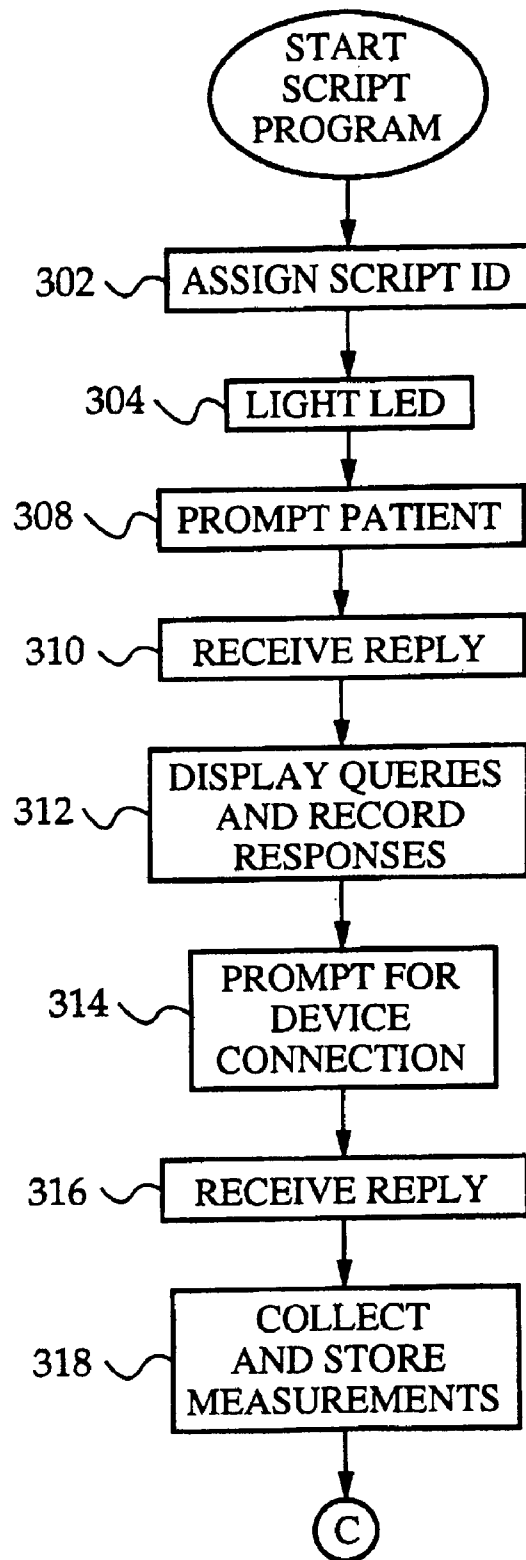 START
SCRIPT
PROGRAM
302 ASSIGN SCRIPT ID
304 LIGHT LED
308 PROMPT PATIENT
310 RECEIVE REPLY
DISPLAY QUERIES
312 AND RECORD
RESPONSES
PROMPT FOR
314 DEVICE
CONNECTION
316 RECEIVE REPLY
COLLECT
318 AND STORE
MEASUREMENTS
C